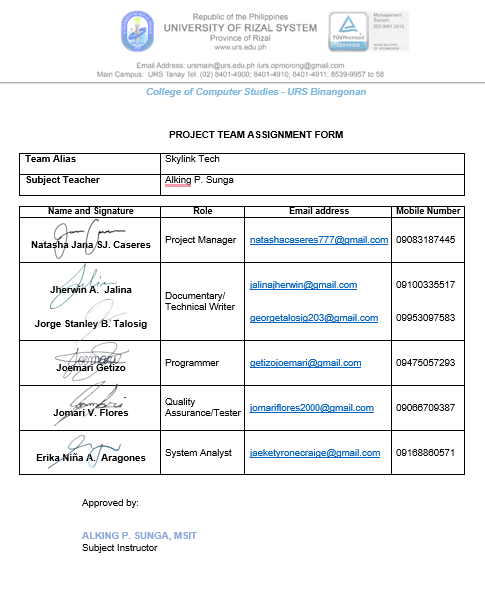 Republic of the Philippines
UNIVERSITY OF RIZAL SYSTEM
Province of Rizal
www.urs.edu.ph
Management
System
ISO 9001:2015
TÜVRheinland
CERTIFIED
Email Address: ursmain@urs.edu.ph /urs.opmorong@gmail.com
Main Campus: URS Tanay Tel. (02) 8401-4900; 8401-4910; 8401-4911; 8539-9957 to 58
College of Computer Studies - URS Binangonan
PROJECT TEAM ASSIGNMENT FORM
Team Alias Skylink Tech
Subject Teacher Alking P. Sunga
Name and Signature Role Email address Mobile Number
Natasha Jana SJ. Caseres Project Manager natashacaseres777@gmail.com 09083187445
Jherwin A. Jalina Documentary/ Technical Writer jalinajherwin@gmail.com 09100335517
Jorge Stanley B. Talosig georgetalosig203@gmail.com 09953097583
Joemari Getizo Programmer getizojoemari@gmail.com 09475057293
Jomari V. Flores Quality Assurance/Tester jomariflores2000@gmail.com 09066709387
Erika Niña A. Aragones System Analyst jaeketyronecraige@gmail.com 09168860571
Approved by:
ALKING P. SUNGA, MSIT
Subject Instructor